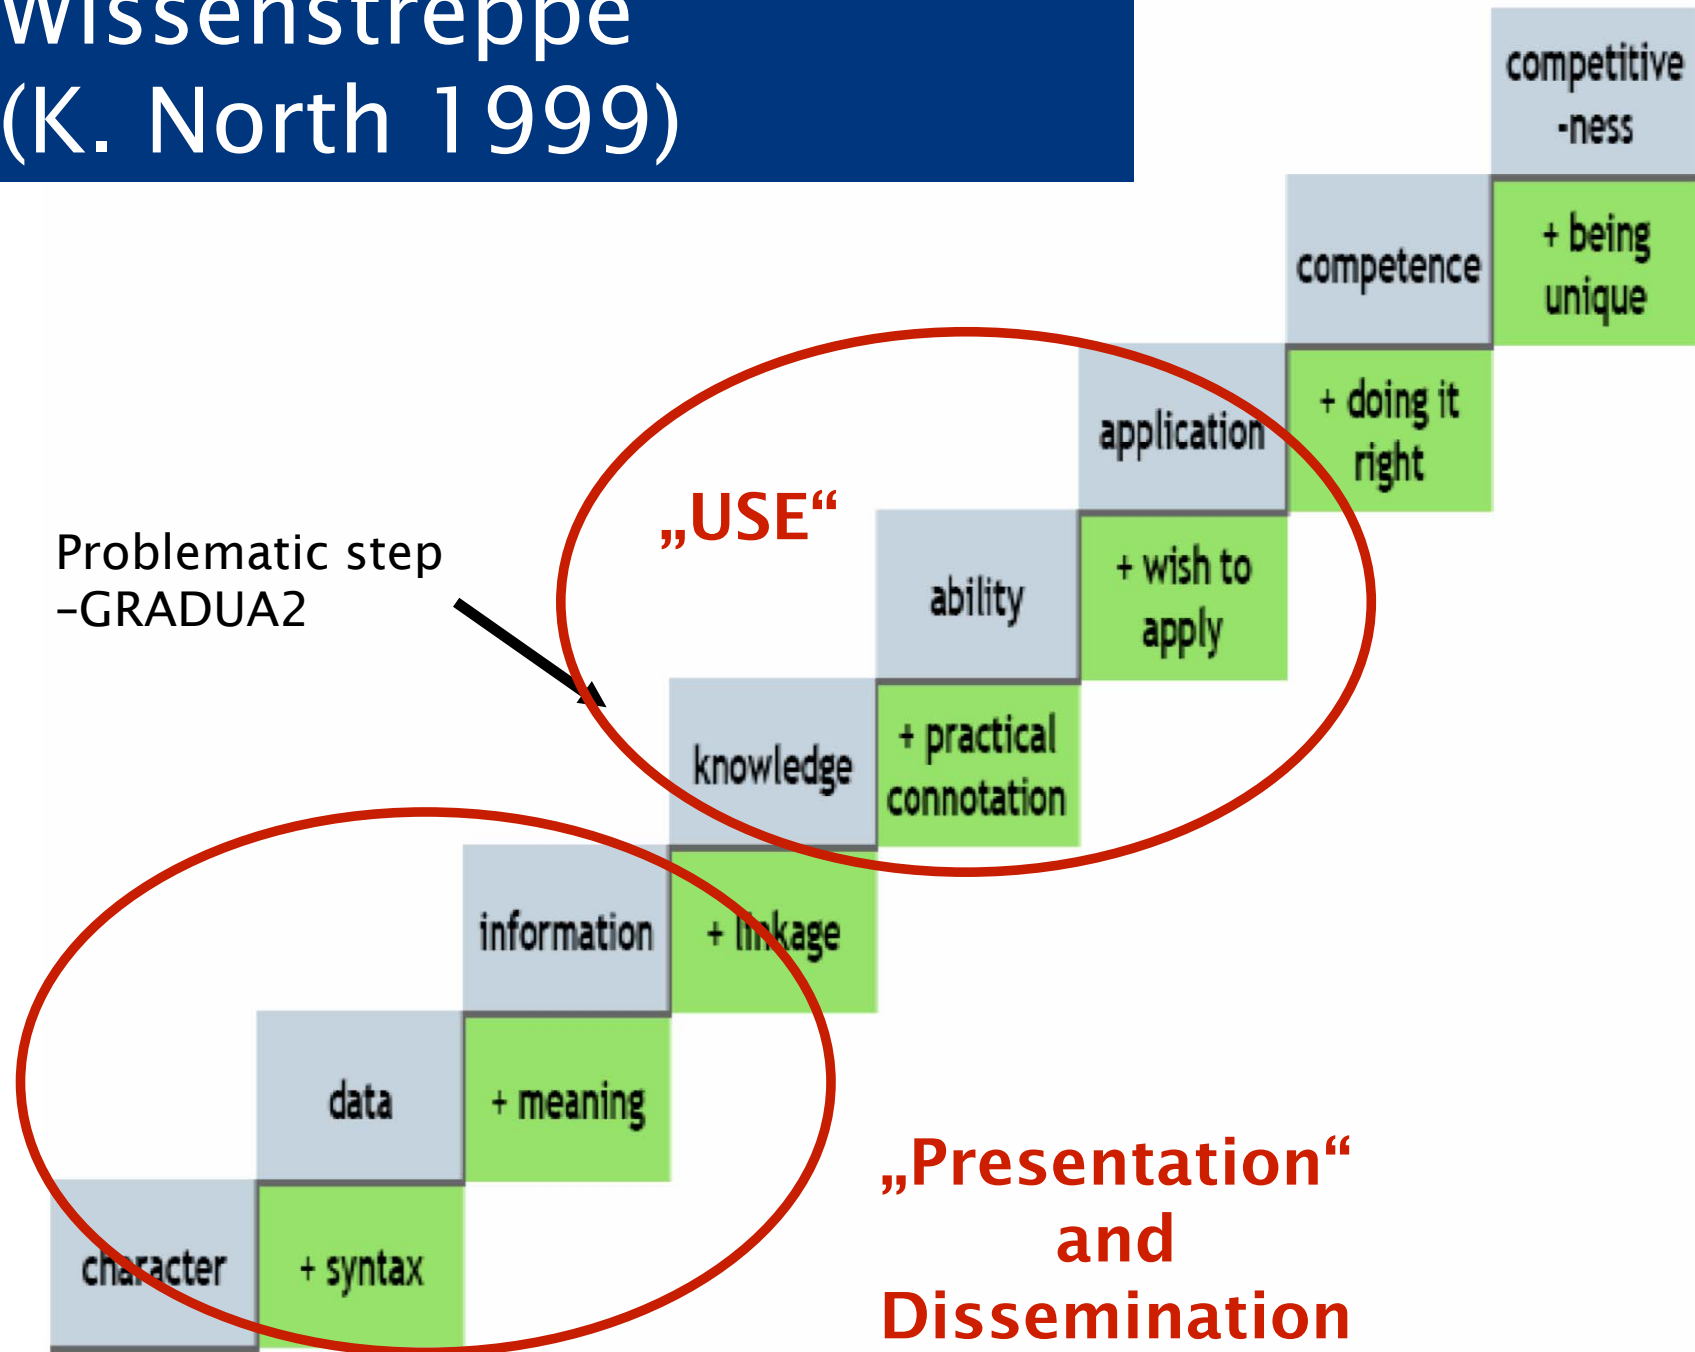 Wissenstreppe
(K. North 1999)
competitive
-ness
+ being
unique
competence
+ doing it
right
application
+ wish to
apply
„USE“
ability
+ practical
connotation
Problematic step
–GRADUA2
knowledge
+ linkage
information
+ meaning
data
+ syntax
character
„Presentation“
and
Dissemination